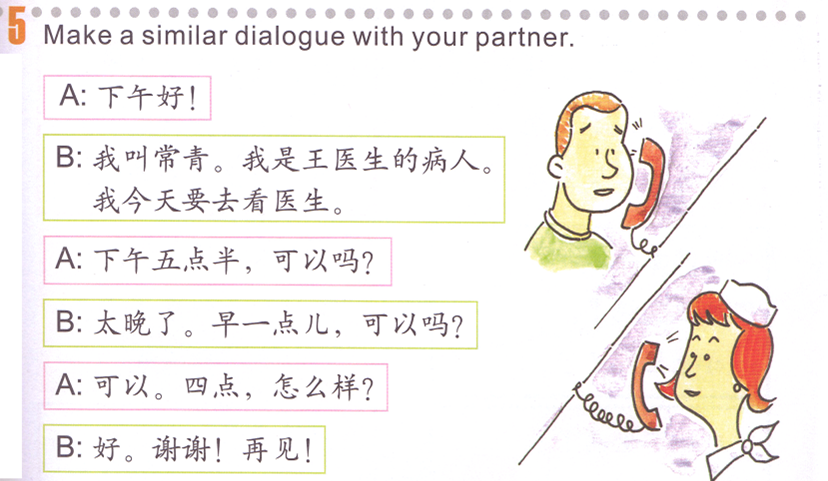 5 Make a similar dialogue with your partner.
A: 下午好！
B: 我叫常青。我是王医生的病人。
我今天要去看医生。
A: 下午五点半，可以吗？
B: 太晚了。早一点儿，可以吗？
A: 可以。四点，怎么样？
B: 好。谢谢！再见！